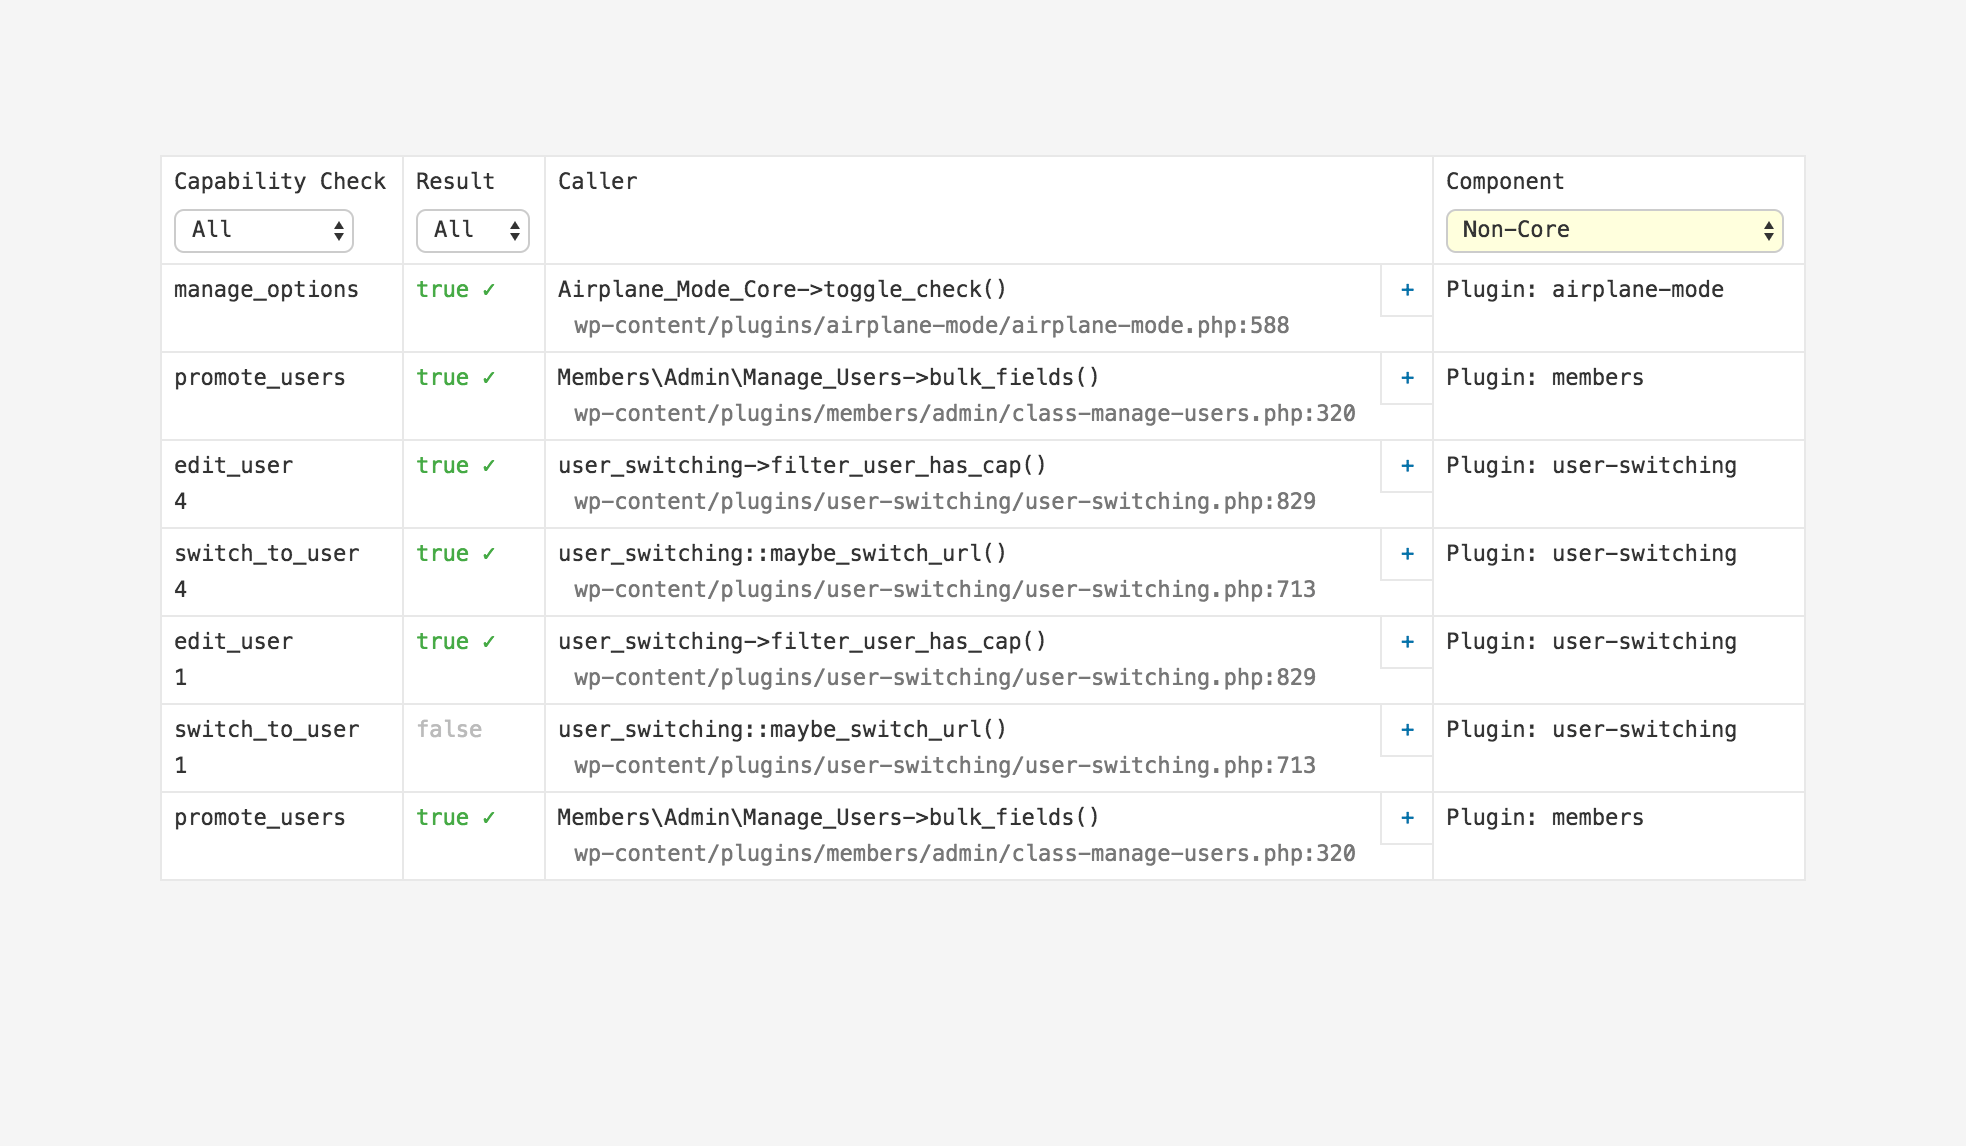 Capability Check Result Caller Component
All All Non-Core
manage_options true ✓ Airplane_Mode_Core->toggle_check() + Plugin: airplane-mode
wp-content/plugins/airplane-mode/airplane-mode.php:588
promote_users true ✓ Members\Admin\Manage_Users->bulk_fields() + Plugin: members
wp-content/plugins/members/admin/class-manage-users.php:320
edit_user true ✓ user_switching->filter_user_has_cap() + Plugin: user-switching
4 wp-content/plugins/user-switching/user-switching.php:829
switch_to_user true ✓ user_switching::maybe_switch_url() + Plugin: user-switching
4 wp-content/plugins/user-switching/user-switching.php:713
edit_user true ✓ user_switching->filter_user_has_cap() + Plugin: user-switching
1 wp-content/plugins/user-switching/user-switching.php:829
switch_to_user false user_switching::maybe_switch_url() + Plugin: user-switching
1 wp-content/plugins/user-switching/user-switching.php:713
promote_users true ✓ Members\Admin\Manage_Users->bulk_fields() + Plugin: members
wp-content/plugins/members/admin/class-manage-users.php:320